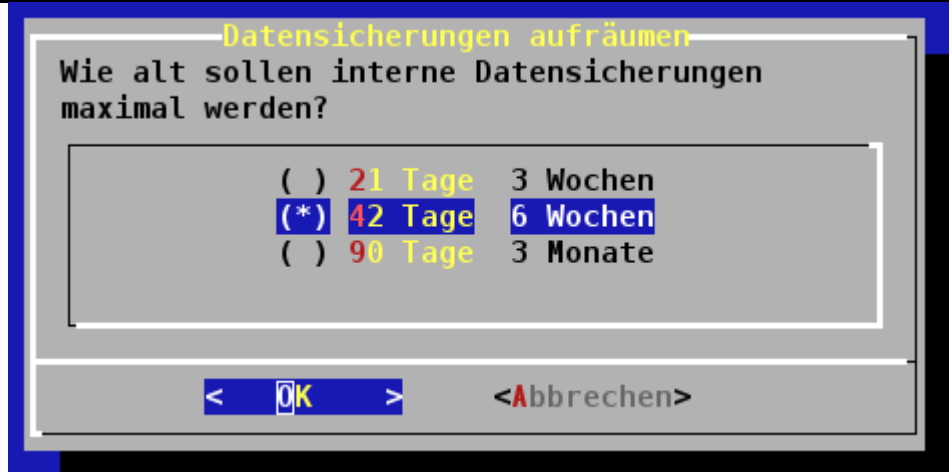 Datensicherungen aufräumen
Wie alt sollen interne Datensicherungen
maximal werden?
( ) 21 Tage 3 Wochen
(*) 42 Tage 6 Wochen
( ) 90 Tage 3 Monate
< OK > <Abbrechen>